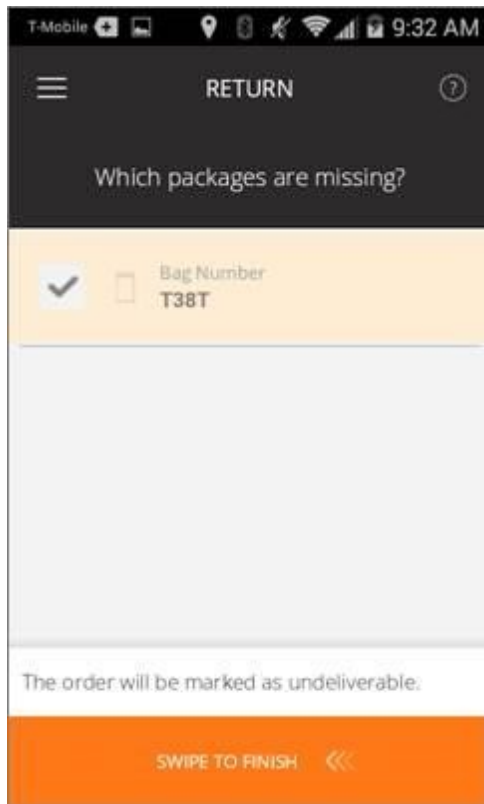 T-Mobile 9:32 AM
RETURN
Which packages are missing?
Bag Number
T38T
The order will be marked as undeliverable.
SWIPE TO FINISH